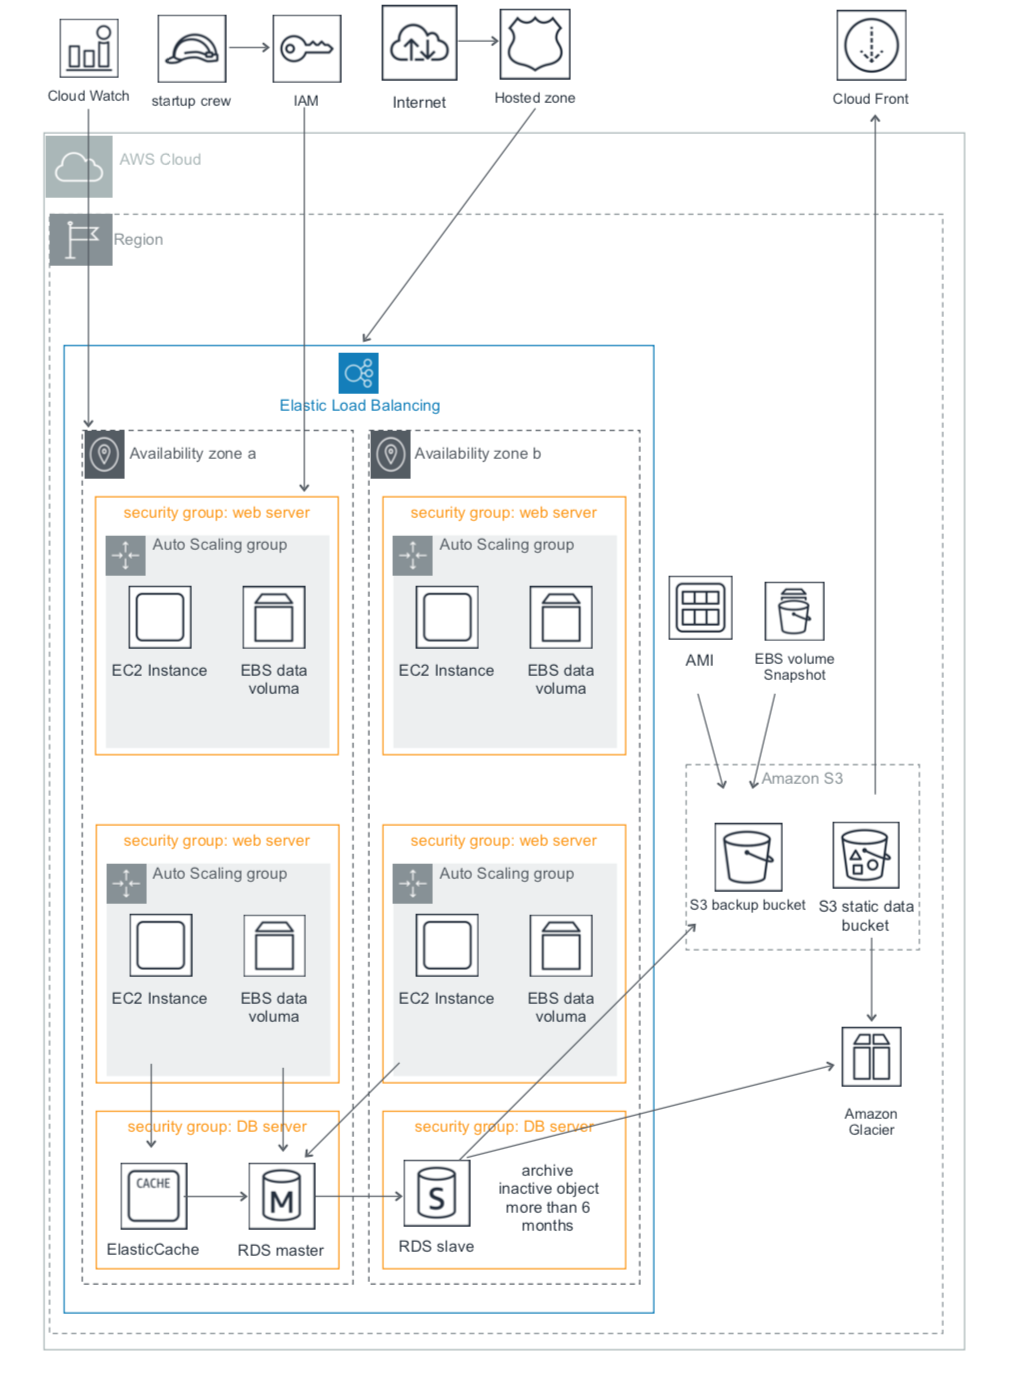 Cloud Watch
startup crew
IAM
Internet
Hosted zone
Cloud Front
AWS Cloud
Region
Elastic Load Balancing
Availability zone a
Availability zone b
security group: web server
security group: web server
Auto Scaling group
Auto Scaling group
EC2 Instance
EBS data
voluma
EC2 Instance
EBS data
voluma
AMI
EBS volume
Snapshot
Amazon S3
security group: web server
security group: web server
Auto Scaling group
Auto Scaling group
S3 backup bucket
S3 static data
bucket
EC2 Instance
EBS data
voluma
EC2 Instance
EBS data
voluma
Amazon
Glacier
security group: DB server
security group: DB server
CACHE
M
S
archive
inactive object
more than 6
months
ElasticCache
RDS master
RDS slave